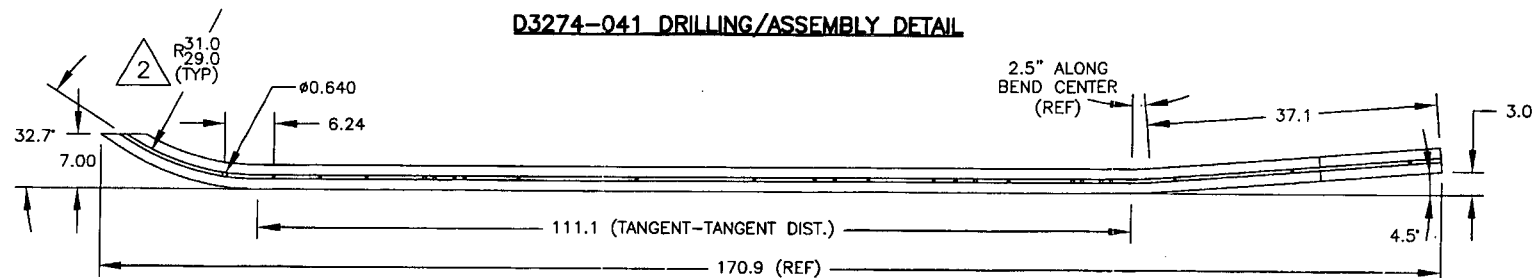 D3274-041 DRILLING/ASSEMBLY DETAIL
2
R31.0
29.0
(TYP)
ø0.640
2.5" ALONG
BEND CENTER
(REF)
6.24
37.1
3.0
32.7°
7.00
111.1 (TANGENT-TANGENT DIST.)
4.5°
170.9 (REF)